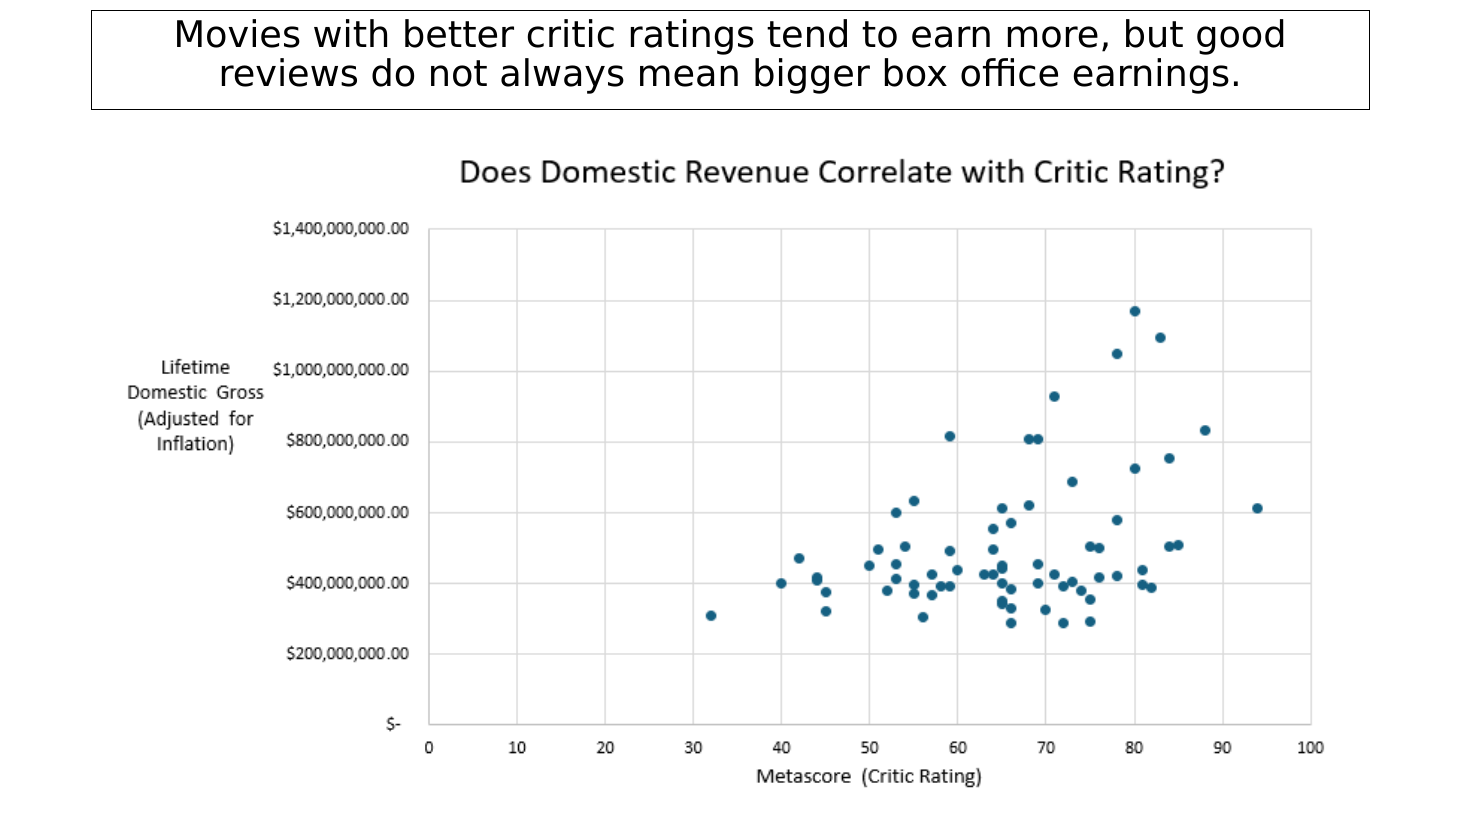 Movies with better critic ratings tend to earn more, but good
reviews do not always mean bigger box office earnings.
Does Domestic Revenue Correlate with Critic Rating?
$1,400,000,000.00
$1,200,000,000.00
$1,000,000,000.00
$800,000,000.00
$600,000,000.00
$400,000,000.00
$200,000,000.00
$-
Lifetime
Domestic Gross
(Adjusted for
Inflation)
0 10 20 30 40 50 60 70 80 90 100
Metascore (Critic Rating)